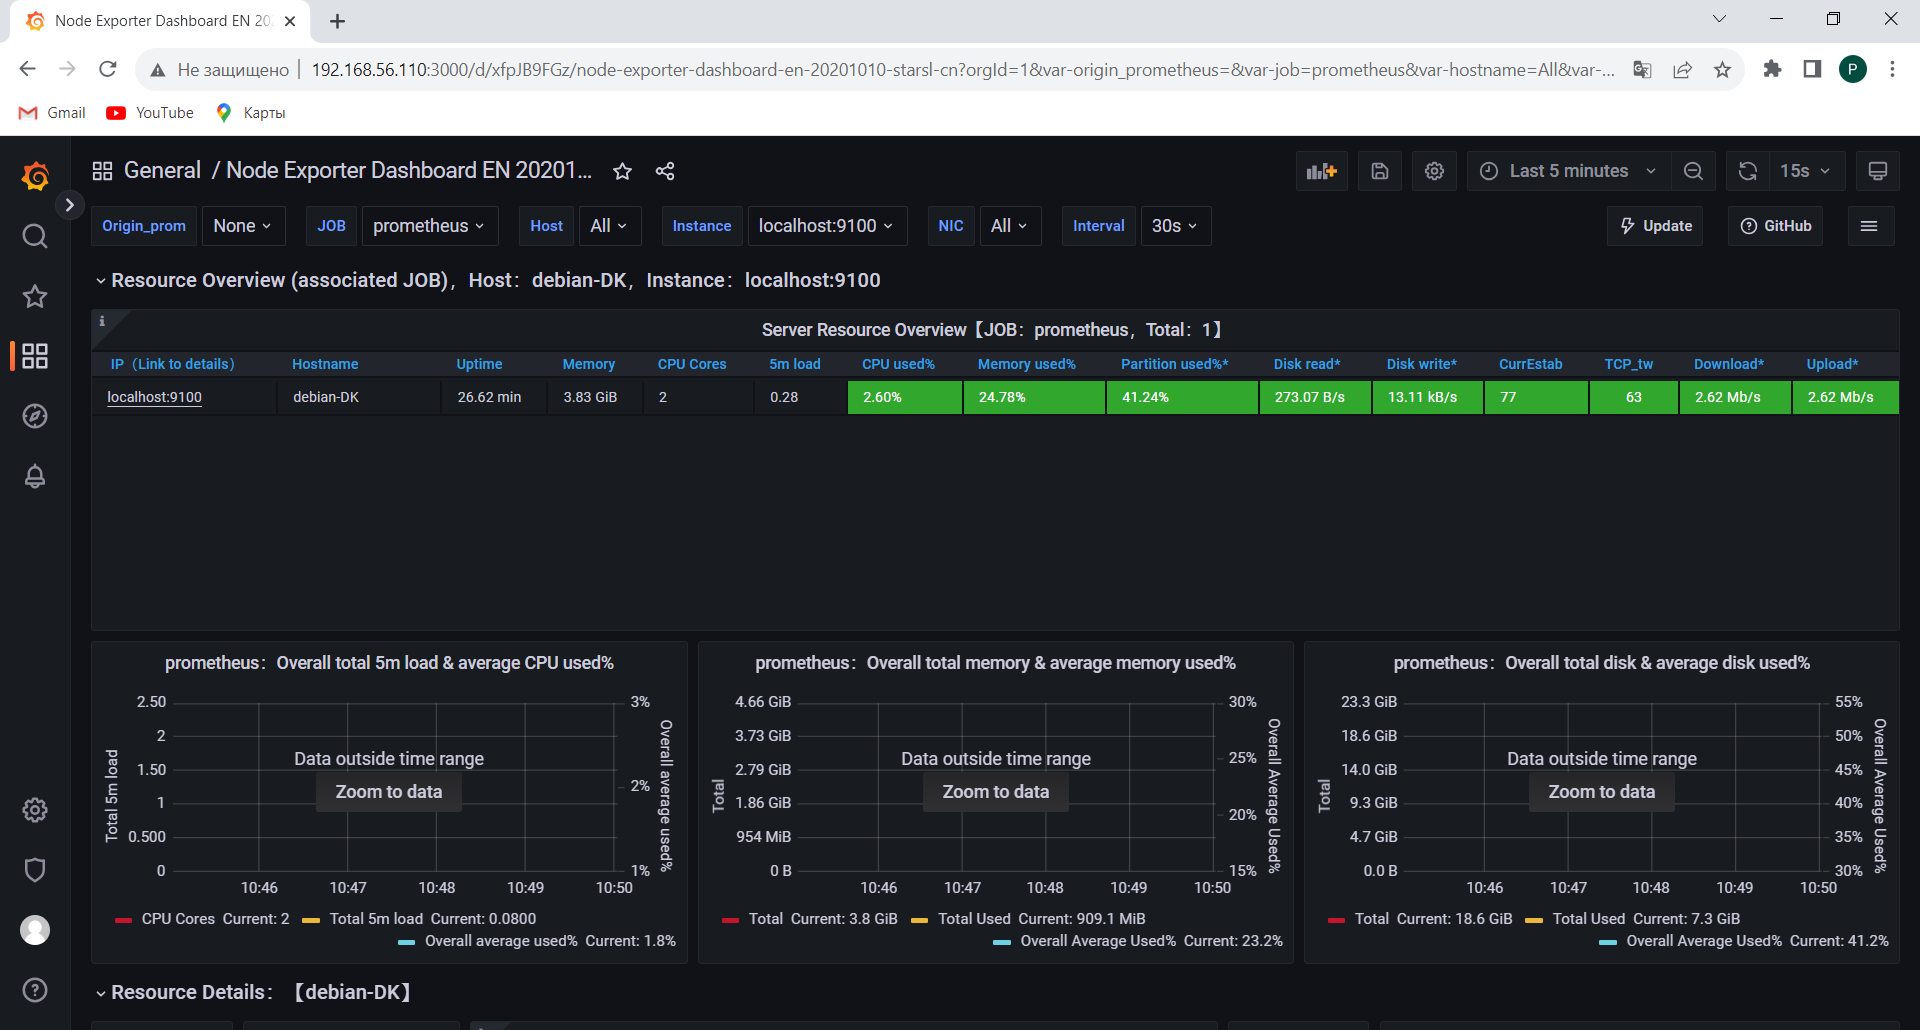 Node Exporter Dashboard EN 20
Не защищено
192.168.56.110:3000/d/xfpJB9FGz/node-exporter-dashboard-en-20201010-starsl-cn?orgId=1&var-origin_prometheus=&var-job=prometheus&var-hostname=All&var-...
P
Gmail YouTube Карты
General / Node Exporter Dashboard EN 20201...
Last 5 minutes 15s
Origin_prom None JOB prometheus Host All Instance localhost:9100 NIC All Interval 30s Update GitHub
Resource Overview (associated JOB)，Host：debian-DK，Instance：localhost:9100
i
Server Resource Overview【JOB：prometheus，Total：1】
IP（Link to details） Hostname Uptime Memory CPU Cores 5m load CPU used% Memory used% Partition used%* Disk read* Disk write* CurrEstab TCP_tw Download* Upload*
localhost:9100 debian-DK 26.62 min 3.83 GiB 2 0.28 2.60% 24.78% 41.24% 273.07 B/s 13.11 kB/s 77 63 2.62 Mb/s 2.62 Mb/s
prometheus：Overall total 5m load & average CPU used%
2.50
2
1.50
1
0.500
0
Total 5m load
3%
2%
1%
Overall average used%
Data outside time range
Zoom to data
10:46 10:47 10:48 10:49 10:50
CPU Cores Current: 2 Total 5m load Current: 0.0800
Overall average used% Current: 1.8%
prometheus：Overall total memory & average memory used%
4.66 GiB
3.73 GiB
2.79 GiB
1.86 GiB
954 MiB
0 B
Total
30%
25%
20%
15%
Overall Average Used%
Data outside time range
Zoom to data
10:46 10:47 10:48 10:49 10:50
Total Current: 3.8 GiB Total Used Current: 909.1 MiB
Overall Average Used% Current: 23.2%
prometheus：Overall total disk & average disk used%
23.3 GiB
18.6 GiB
14.0 GiB
9.3 GiB
4.7 GiB
0.0 B
Total
55%
50%
45%
40%
35%
30%
Overall Average Used%
Data outside time range
Zoom to data
10:46 10:47 10:48 10:49 10:50
Total Current: 18.6 GiB Total Used Current: 7.3 GiB
Overall Average Used% Current: 41.2%
Resource Details：【debian-DK】